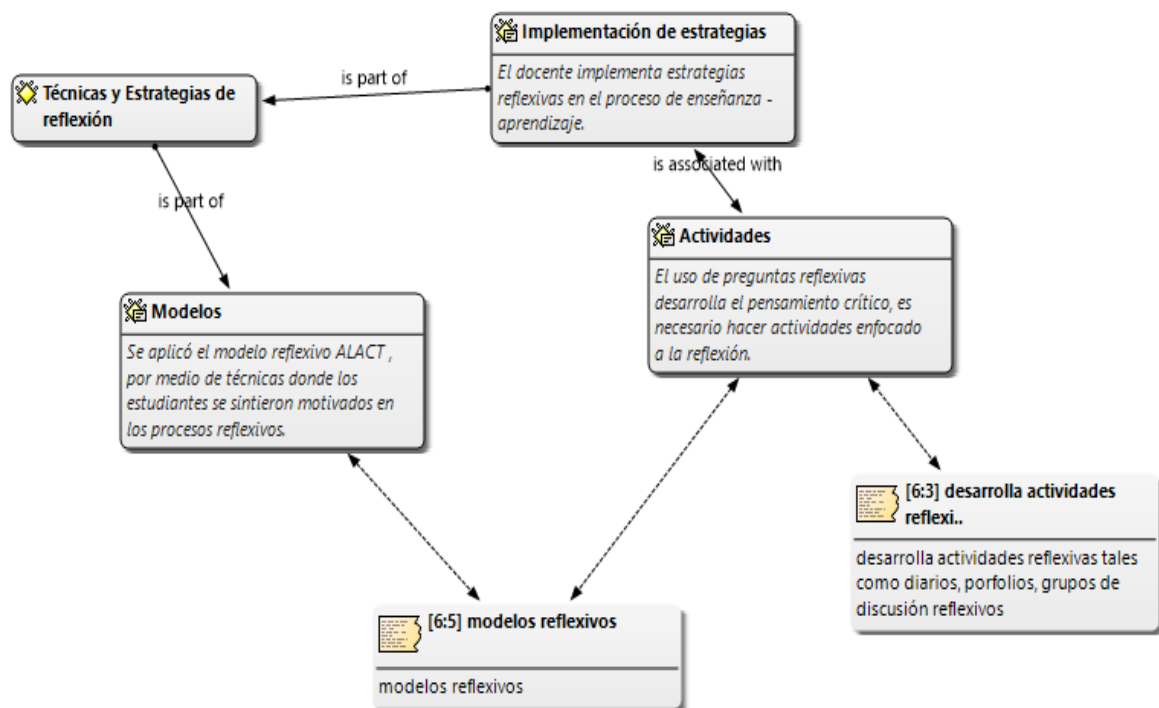 Implementación de estrategias
El docente implementa estrategias
reflexivas en el proceso de enseñanza -
aprendizaje.
is part of
Técnicas y Estrategias de
reflexión
is associated with
is part of
Actividades
El uso de preguntas reflexivas
desarrolla el pensamiento crítico, es
necesario hacer actividades enfocado
a la reflexión.
Modelos
Se aplicó el modelo reflexivo ALACT ,
por medio de técnicas donde los
estudiantes se sintieron motivados en
los procesos reflexivos.
[6:3] desarrolla actividades
reflexi..
desarrolla actividades reflexivas tales
como diarios, porfolios, grupos de
discusión reflexivos
[6:5] modelos reflexivos
modelos reflexivos